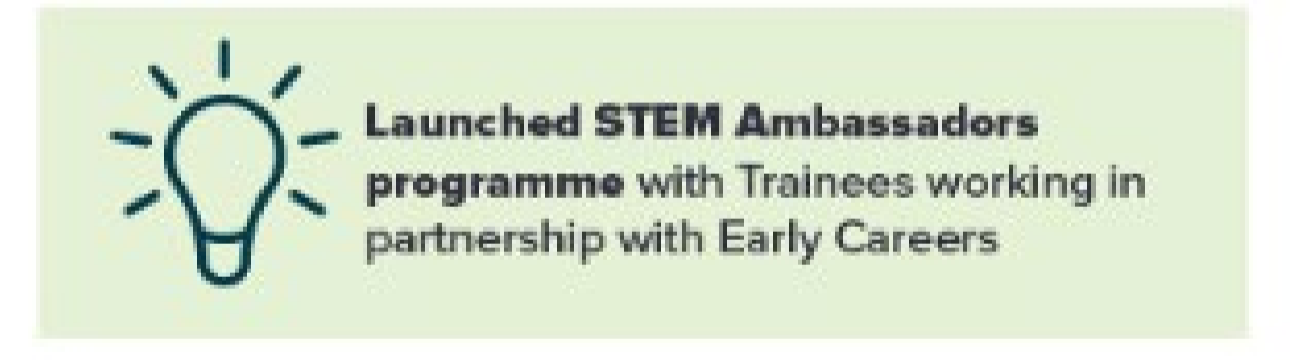 Launched STEM Ambassadors
programme with Trainees working in
partnership with Early Careers